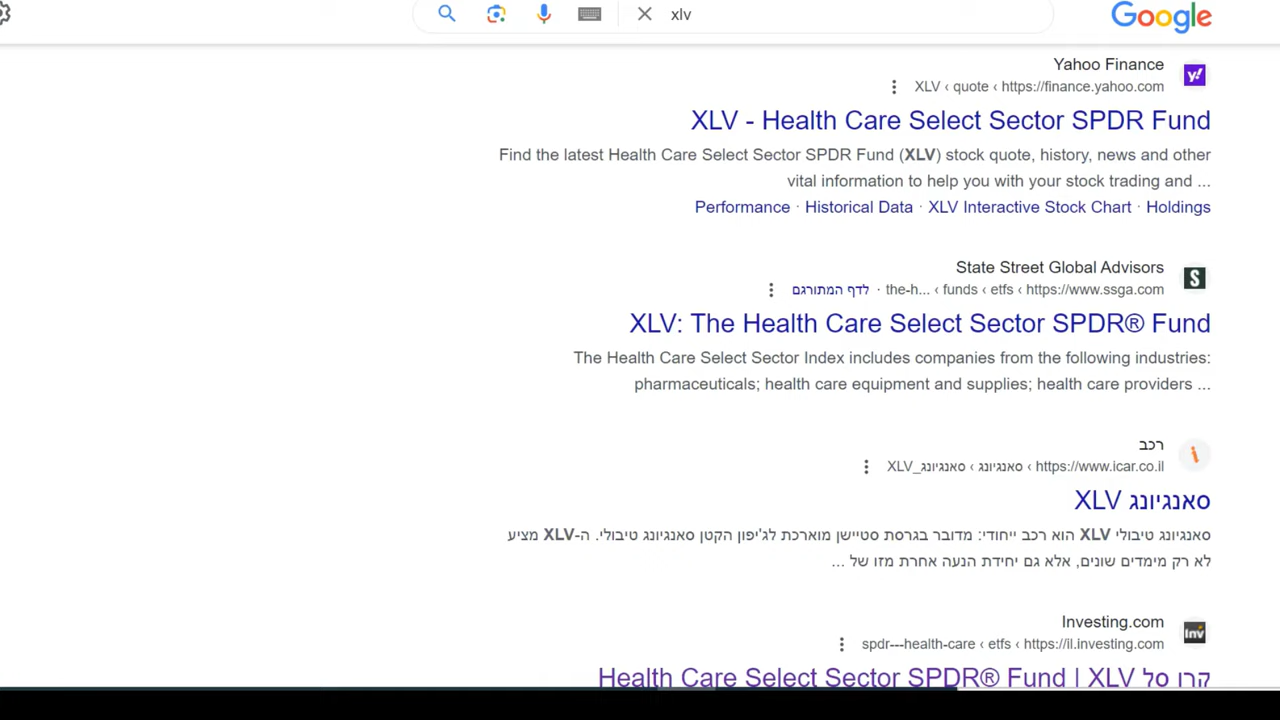 xlv
Google
Yahoo Finance
XLV ‹ quote ‹ https://finance.yahoo.com
XLV - Health Care Select Sector SPDR Fund
Find the latest Health Care Select Sector SPDR Fund (XLV) stock quote, history, news and other
vital information to help you with your stock trading and ...
Performance · Historical Data · XLV Interactive Stock Chart · Holdings
State Street Global Advisors
לדף המתורגם · the-h... ‹ funds ‹ etfs ‹ https://www.ssga.com
XLV: The Health Care Select Sector SPDR® Fund
The Health Care Select Sector Index includes companies from the following industries:
pharmaceuticals; health care equipment and supplies; health care providers ...
רכב
https://www.icar.co.il › סאנגיונג › סאנגיונג_XLV
סאנגיונג XLV
סאנגיונג טיבולי XLV הוא רכב ייחודי: מדובר בגרסת סטיישן מוארכת לג'יפון הקטן סאנגיונג טיבולי. ה-XLV מציע
לא רק מימדים שונים, אלא גם יחידת הנעה אחרת מזו של ...
Investing.com
Inv
spdr---health-care ‹ etfs ‹ https://il.investing.com
קרן סל Health Care Select Sector SPDR® Fund | XLV